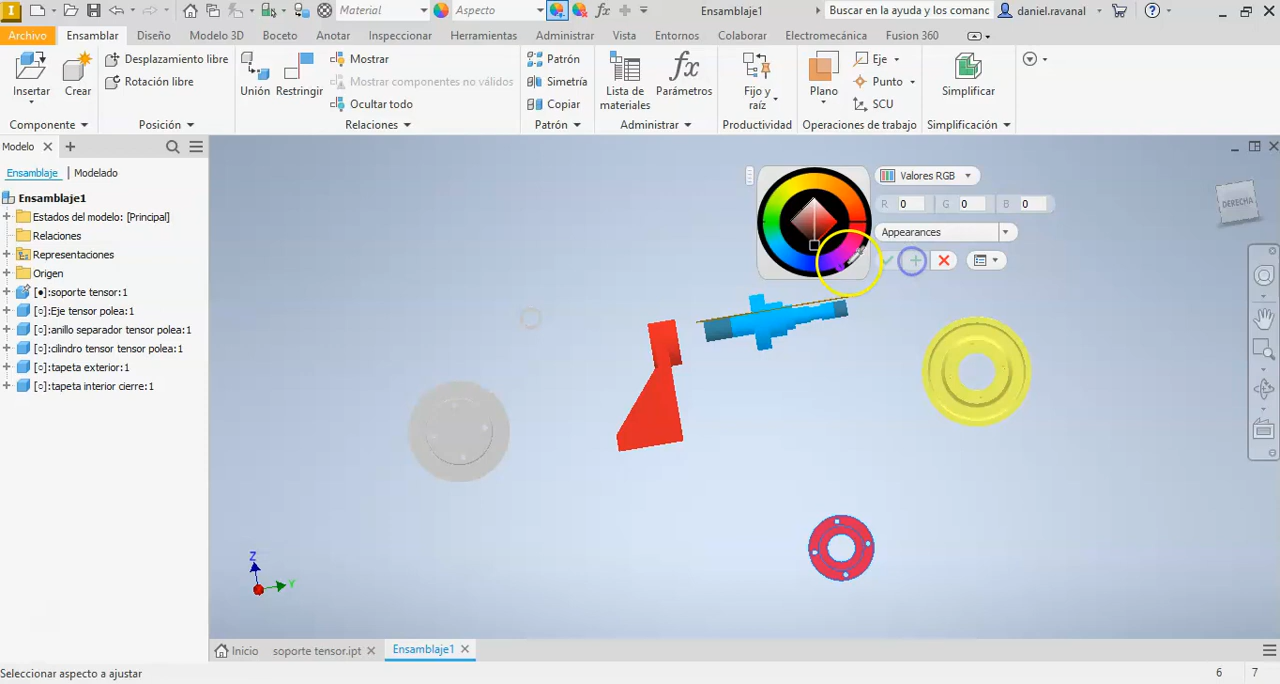 I Material Aspecto fx Ensamblaje1 Buscar en la ayuda y los comanc daniel.ravanal ?
Archivo Ensamblar Diseño Modelo 3D Boceto Anotar Inspeccionar Herramientas Administrar Vista Entornos Colaborar Electromecánica Fusion 360
Insertar Crear Desplazamiento libre Unión Restringir Mostrar Patrón Lista de materiales fx Parámetros Fijo y raíz Plano Eje Simplificar
Rotación libre Mostrar componentes no válidos Simetría Punto
Ocultar todo Copiar SCU
Componente Posición Relaciones Patrón Administrar Productividad Operaciones de trabajo Simplificación
Modelo
Ensamblaje Modelado
Ensamblaje1
Estados del modelo: [Principal]
Relaciones
Representaciones
Origen
[●]:soporte tensor:1
[○]:Eje tensor polea:1
[○]:anillo separador tensor polea:1
[○]:cilindro tensor tensor polea:1
[○]:tapeta exterior:1
[○]:tapeta interior cierre:1
Valores RGB
R 0 G 0 B 0
Appearances
DERECHA
Z
Y
Inicio soporte tensor.ipt Ensamblaje1
Seleccionar aspecto a ajustar 6 7